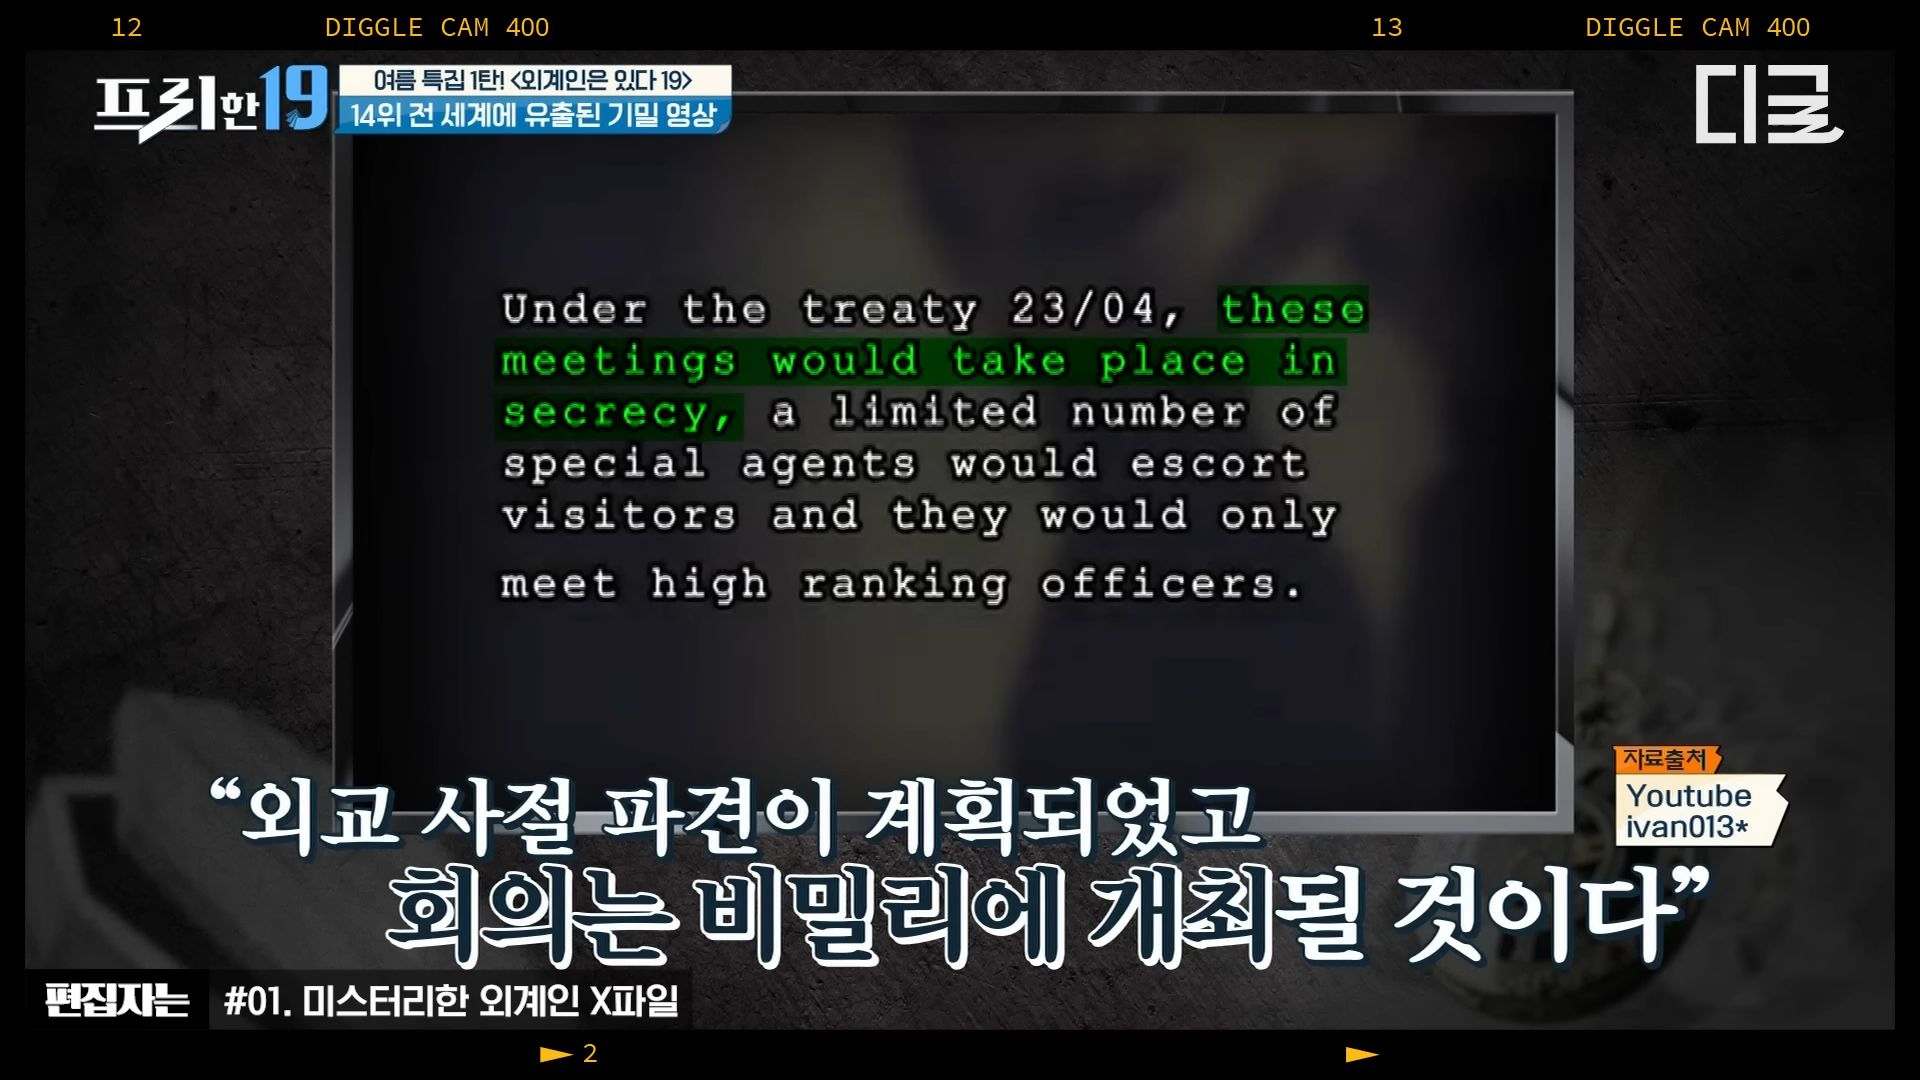 12
DIGGLE CAM 400
13
DIGGLE CAM 400
프리한19
여름 특집 1탄! <외계인은 있다 19>
14위 전 세계에 유출된 기밀 영상
디글
Under the treaty 23/04, these
meetings would take place in
secrecy, a limited number of
special agents would escort
visitors and they would only
meet high ranking officers.
자료출처
Youtube
ivan013*
“외교 사절 파견이 계획되었고
회의는 비밀리에 개최될 것이다”
편집자는
#01. 미스터리한 외계인 X파일
2